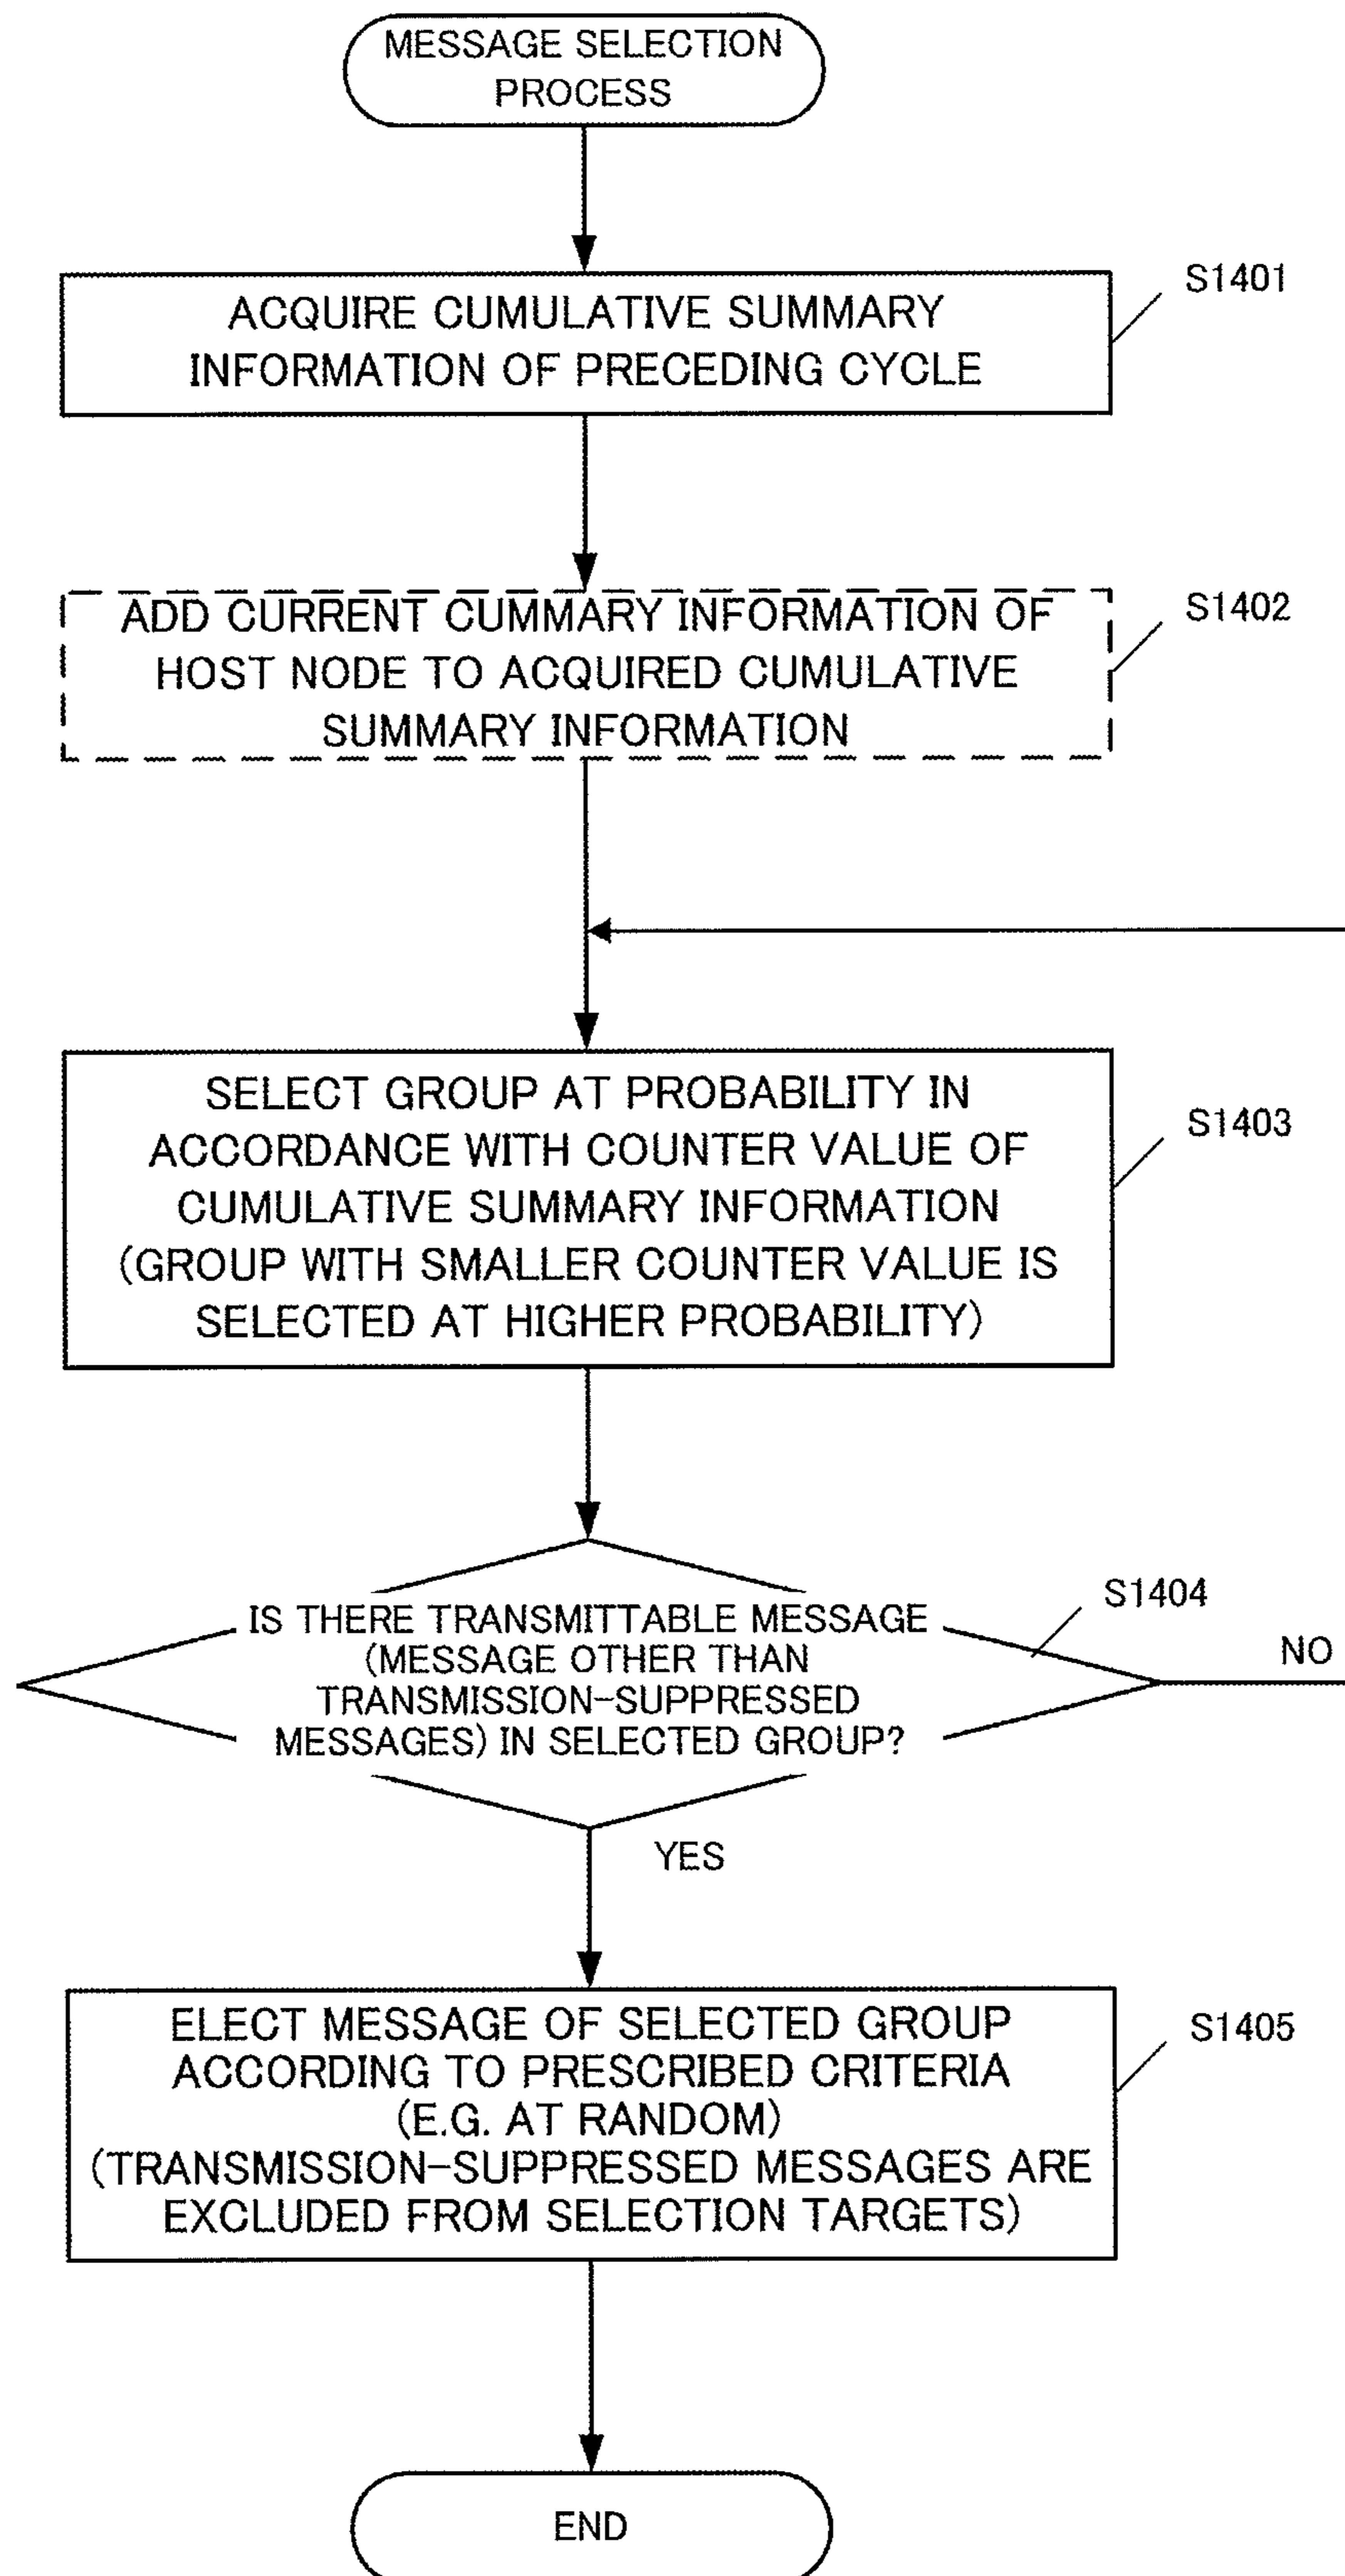 MESSAGE SELECTION
PROCESS
S1401
ACQUIRE CUMULATIVE SUMMARY
INFORMATION OF PRECEDING CYCLE
S1402
ADD CURRENT CUMMARY INFORMATION OF
HOST NODE TO ACQUIRED CUMULATIVE
SUMMARY INFORMATION
S1403
SELECT GROUP AT PROBABILITY IN
ACCORDANCE WITH COUNTER VALUE OF
CUMULATIVE SUMMARY INFORMATION
(GROUP WITH SMALLER COUNTER VALUE IS
SELECTED AT HIGHER PROBABILITY)
S1404
IS THERE TRANSMITTABLE MESSAGE
(MESSAGE OTHER THAN
TRANSMISSION-SUPPRESSED
MESSAGES) IN SELECTED GROUP?
NO
YES
S1405
ELECT MESSAGE OF SELECTED GROUP
ACCORDING TO PRESCRIBED CRITERIA
(E.G. AT RANDOM)
(TRANSMISSION-SUPPRESSED MESSAGES ARE
EXCLUDED FROM SELECTION TARGETS)
END